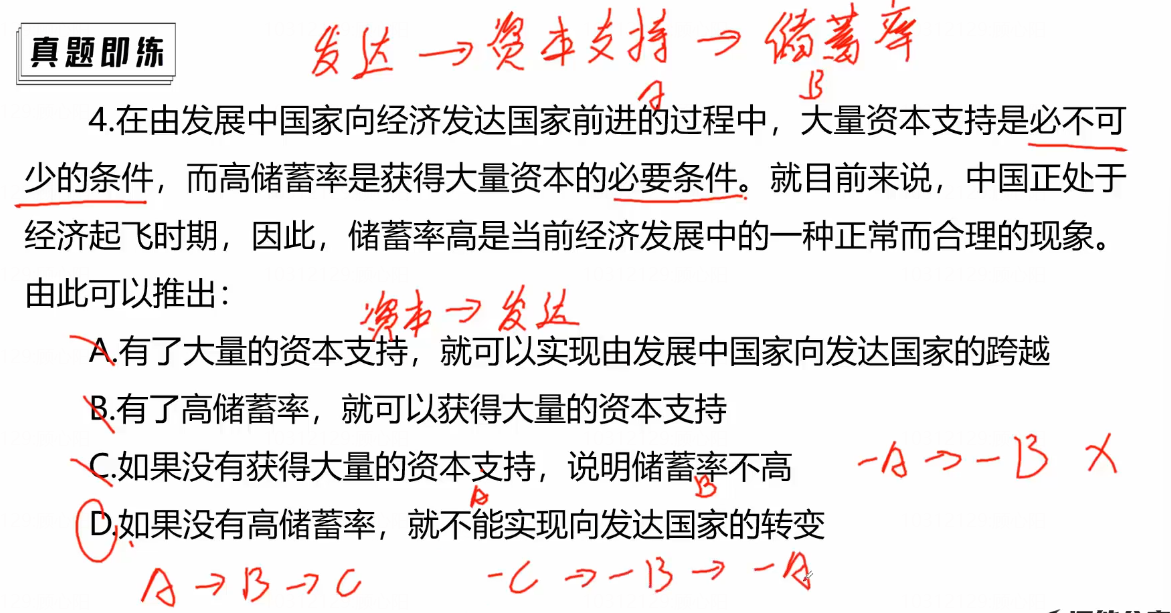 真题即练
发达→资本支持→储蓄率
A B
4.在由发展中国家向经济发达国家前进的过程中，大量资本支持是必不可
少的条件，而高储蓄率是获得大量资本的必要条件。就目前来说，中国正处于
经济起飞时期，因此，储蓄率高是当前经济发展中的一种正常而合理的现象。
由此可以推出：
资本→发达
A.有了大量的资本支持，就可以实现由发展中国家向发达国家的跨越
B.有了高储蓄率，就可以获得大量的资本支持
C.如果没有获得大量的资本支持，说明储蓄率不高
-A→-B ×
A B
D.如果没有高储蓄率，就不能实现向发达国家的转变
A→B→C -C→-B→-A